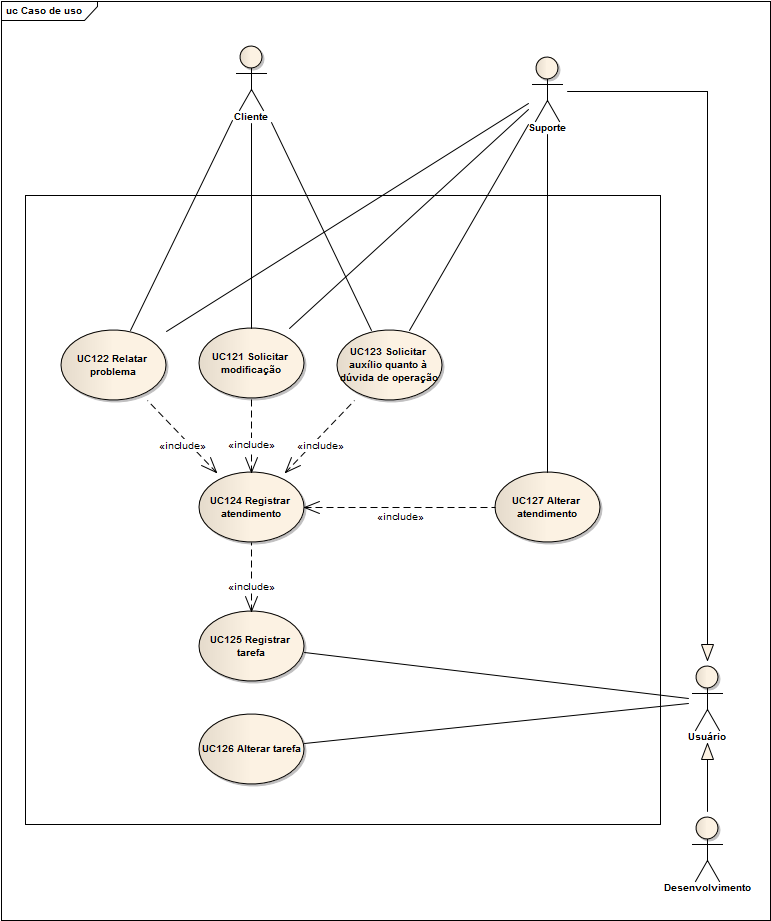 uc Caso de uso
Cliente
Suporte
UC122 Relatar
problema
UC121 Solicitar
modificação
UC123 Solicitar
auxílio quanto à
dúvida de operação
«include»
«include»
«include»
UC124 Registrar
atendimento
UC127 Alterar
atendimento
«include»
«include»
UC125 Registrar
tarefa
UC126 Alterar tarefa
Usuário
Desenvolvimento